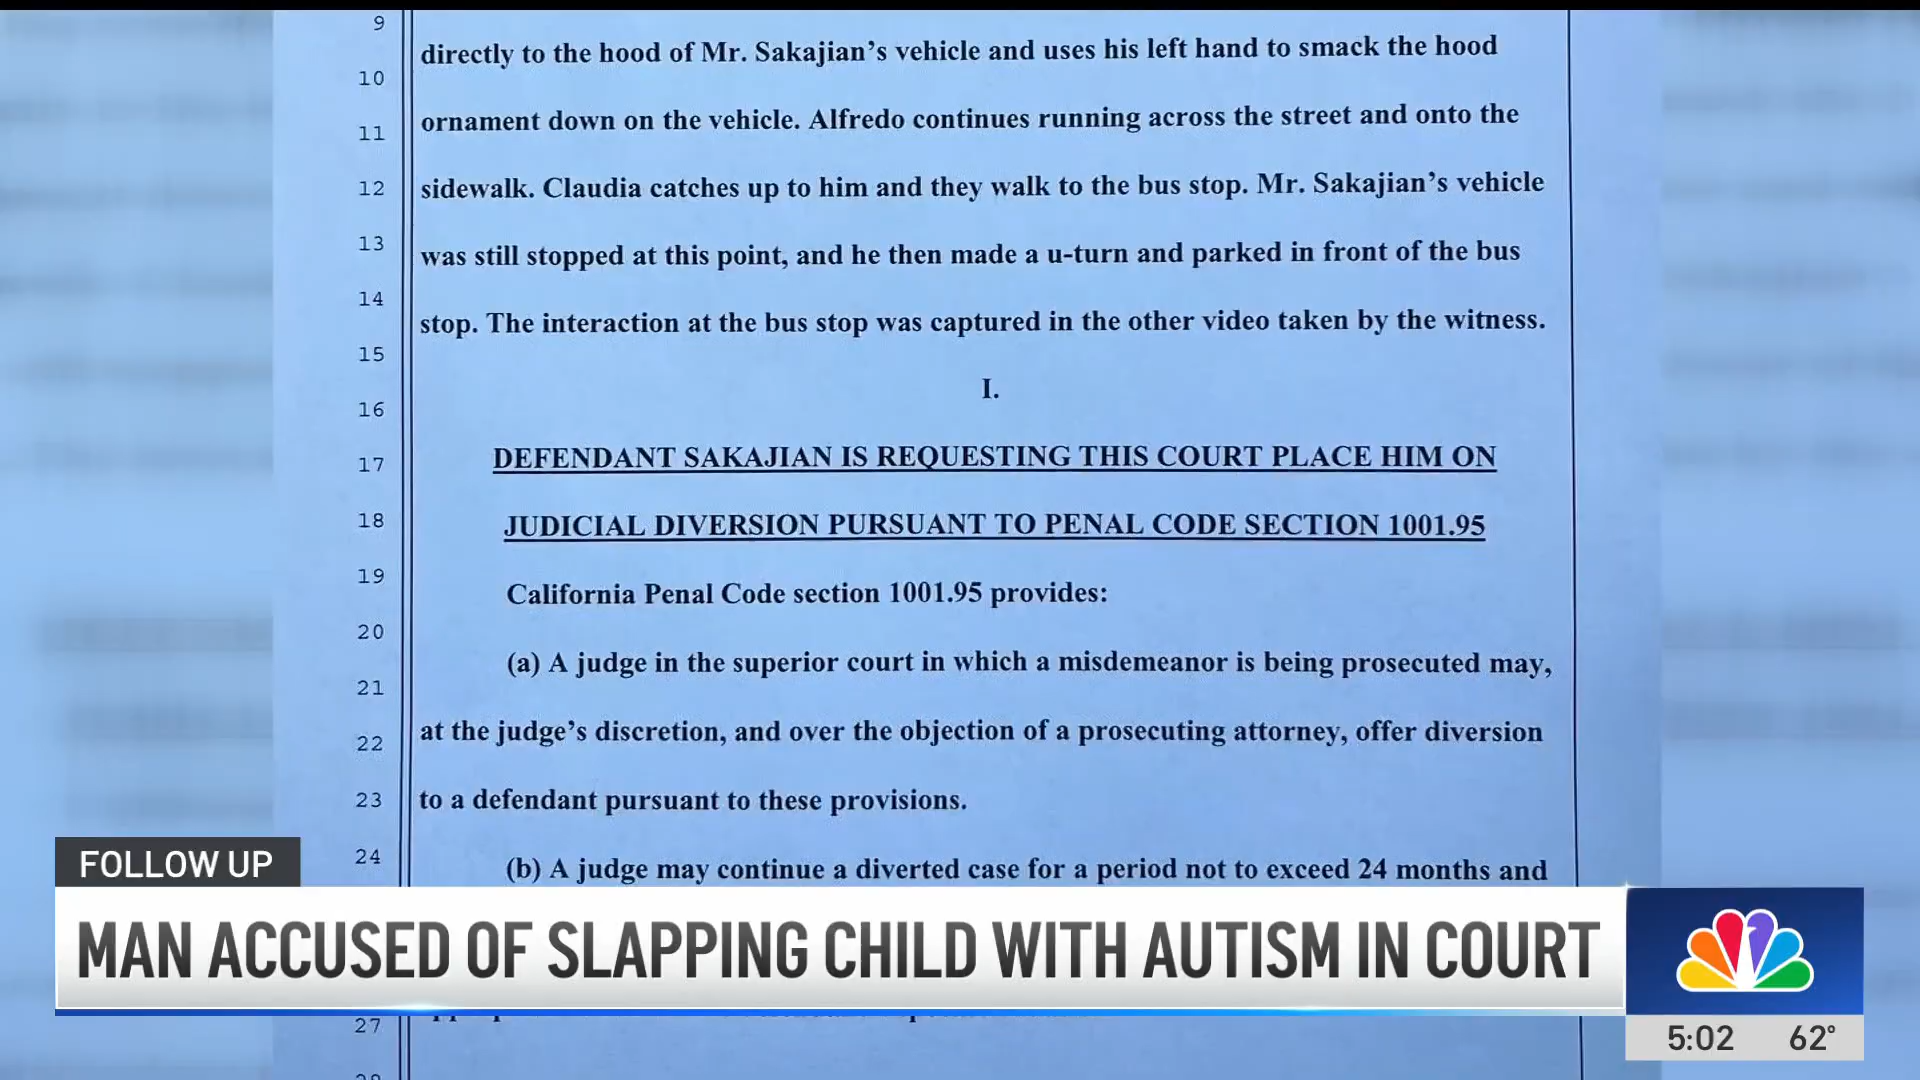 9
directly to the hood of Mr. Sakajian’s vehicle and uses his left hand to smack the hood
10
ornament down on the vehicle. Alfredo continues running across the street and onto the
11
sidewalk. Claudia catches up to him and they walk to the bus stop. Mr. Sakajian’s vehicle
12
was still stopped at this point, and he then made a u-turn and parked in front of the bus
13
stop. The interaction at the bus stop was captured in the other video taken by the witness.
14
15
I.
16
DEFENDANT SAKAJIAN IS REQUESTING THIS COURT PLACE HIM ON
17
JUDICIAL DIVERSION PURSUANT TO PENAL CODE SECTION 1001.95
18
California Penal Code section 1001.95 provides:
19
(a) A judge in the superior court in which a misdemeanor is being prosecuted may,
20
21
at the judge’s discretion, and over the objection of a prosecuting attorney, offer diversion
22
to a defendant pursuant to these provisions.
23
(b) A judge may continue a diverted case for a period not to exceed 24 months and
24
FOLLOW UP
MAN ACCUSED OF SLAPPING CHILD WITH AUTISM IN COURT
27
5:02 62°